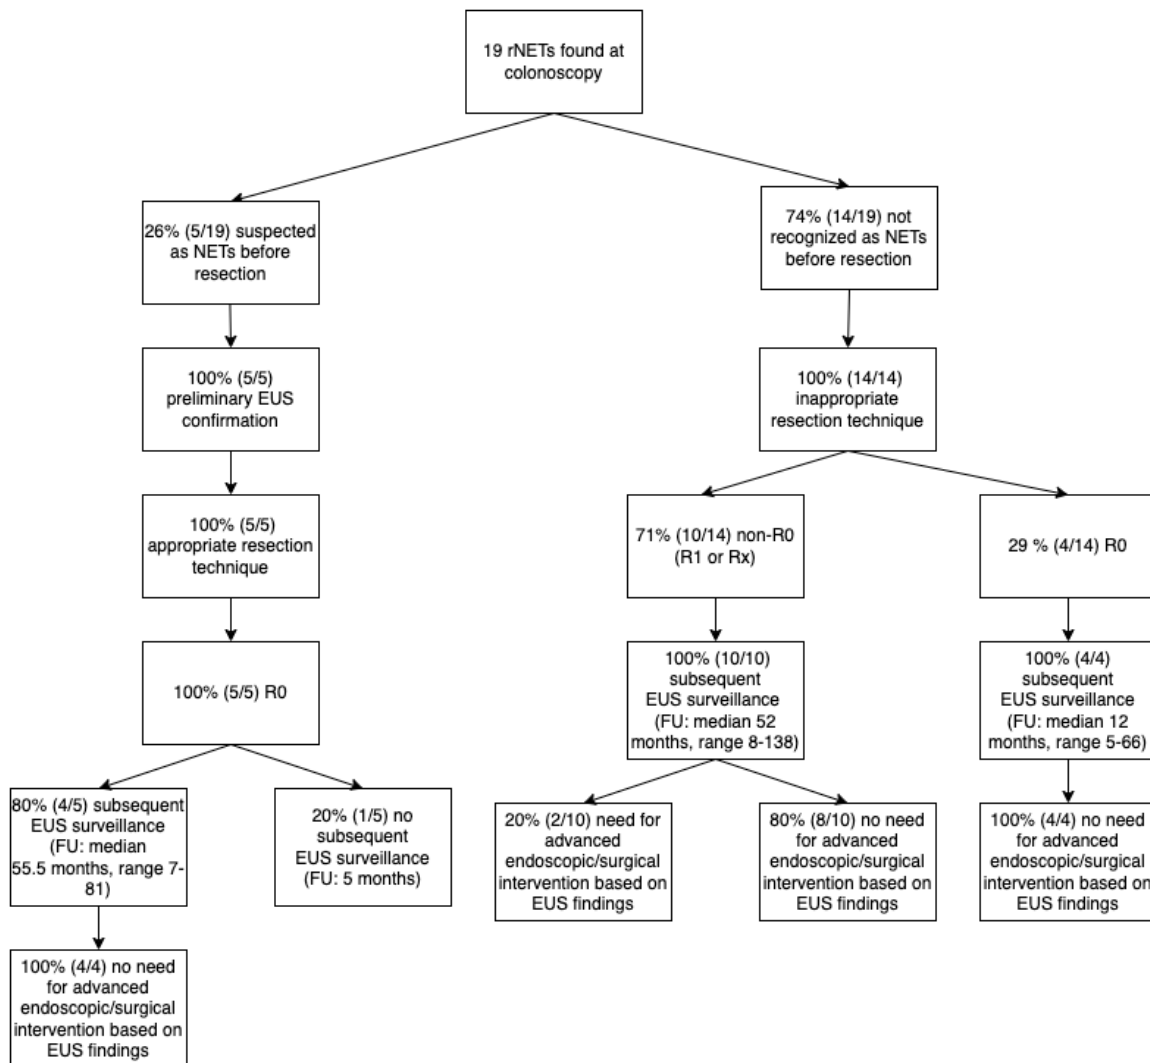 19 rNETs found at
colonoscopy
26% (5/19) suspected
as NETs before
resection
74% (14/19) not
recognized as NETs
before resection
100% (5/5)
preliminary EUS
confirmation
100% (14/14)
inappropriate
resection technique
100% (5/5)
appropriate resection
technique
71% (10/14) non-R0
(R1 or Rx)
29 % (4/14) R0
100% (5/5) R0
100% (10/10)
subsequent
EUS surveillance
(FU: median 52
months, range 8-138)
100% (4/4)
subsequent
EUS surveillance
(FU: median 12
months, range 5-66)
80% (4/5) subsequent
EUS surveillance
(FU: median
55.5 months, range 7-
81)
20% (1/5) no
subsequent
EUS surveillance
(FU: 5 months)
20% (2/10) need for
advanced
endoscopic/surgical
intervention based on
EUS findings
80% (8/10) no need
for advanced
endoscopic/surgical
intervention based on
EUS findings
100% (4/4) no need
for advanced
endoscopic/surgical
intervention based on
EUS findings
100% (4/4) no need
for advanced
endoscopic/surgical
intervention based on
EUS findings